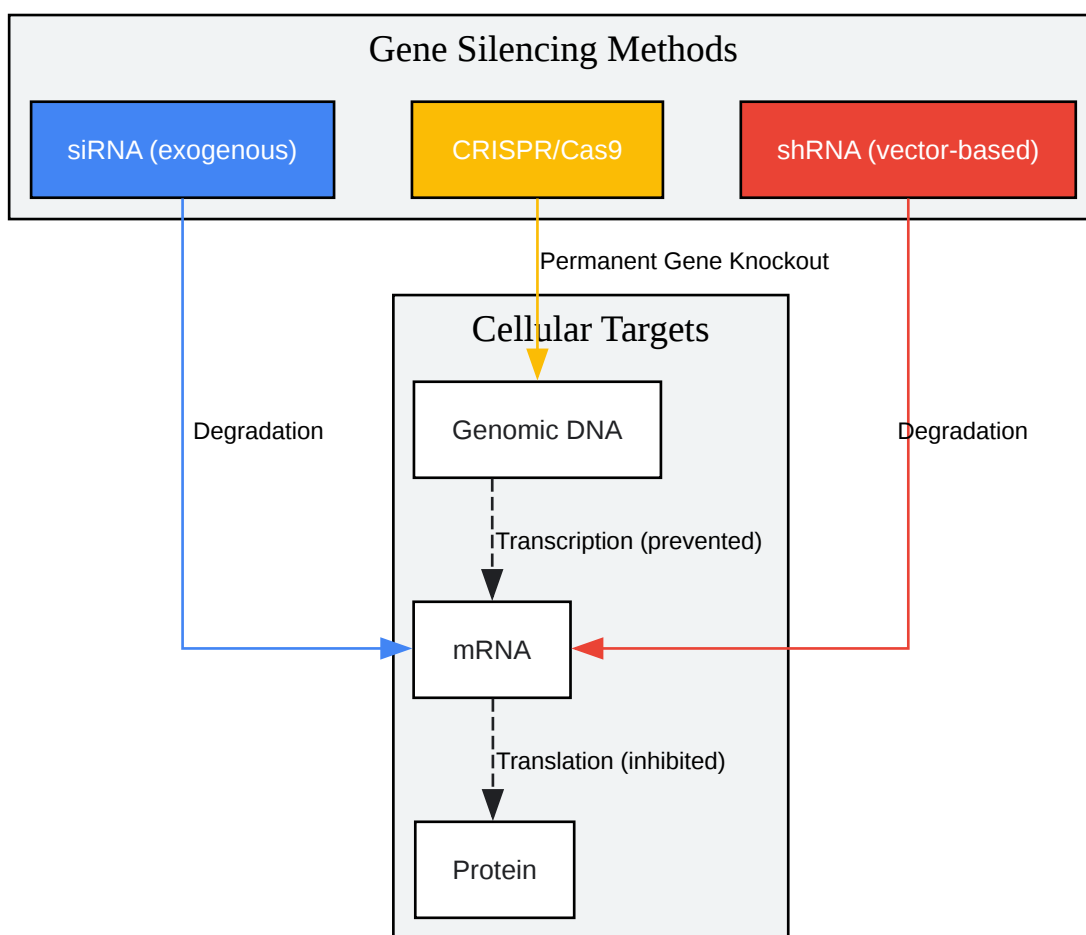 Gene Silencing Methods
siRNA (exogenous)
CRISPR/Cas9
shRNA (vector-based)
Permanent Gene Knockout
Cellular Targets
Genomic DNA
Degradation
Degradation
Transcription (prevented)
mRNA
Translation (inhibited)
Protein